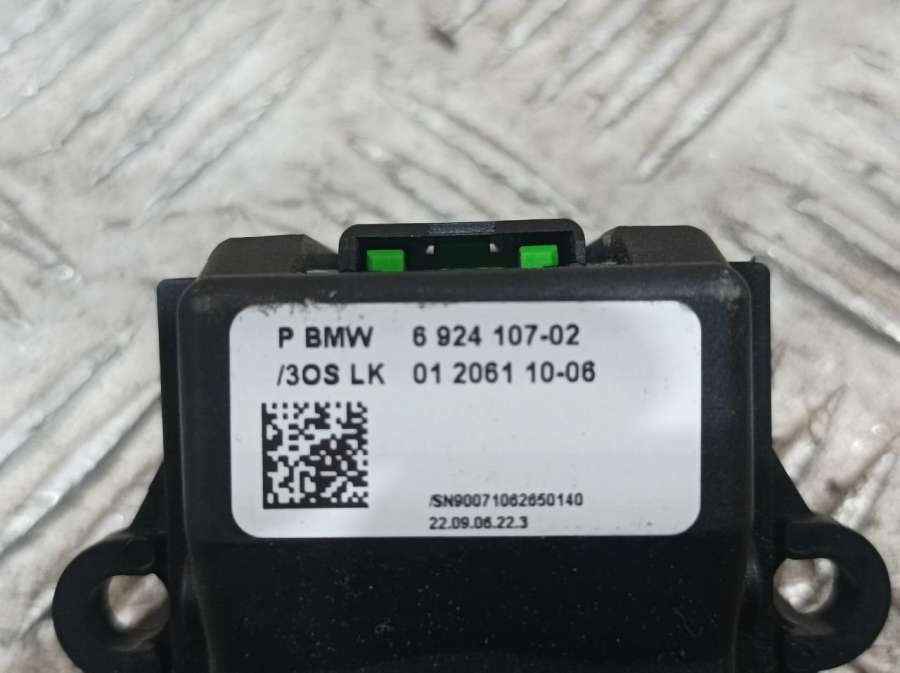 P BMW 6 924 107-02
/3OS LK 01 2061 10-06
/SN90071062650140
22.09.06.22.3